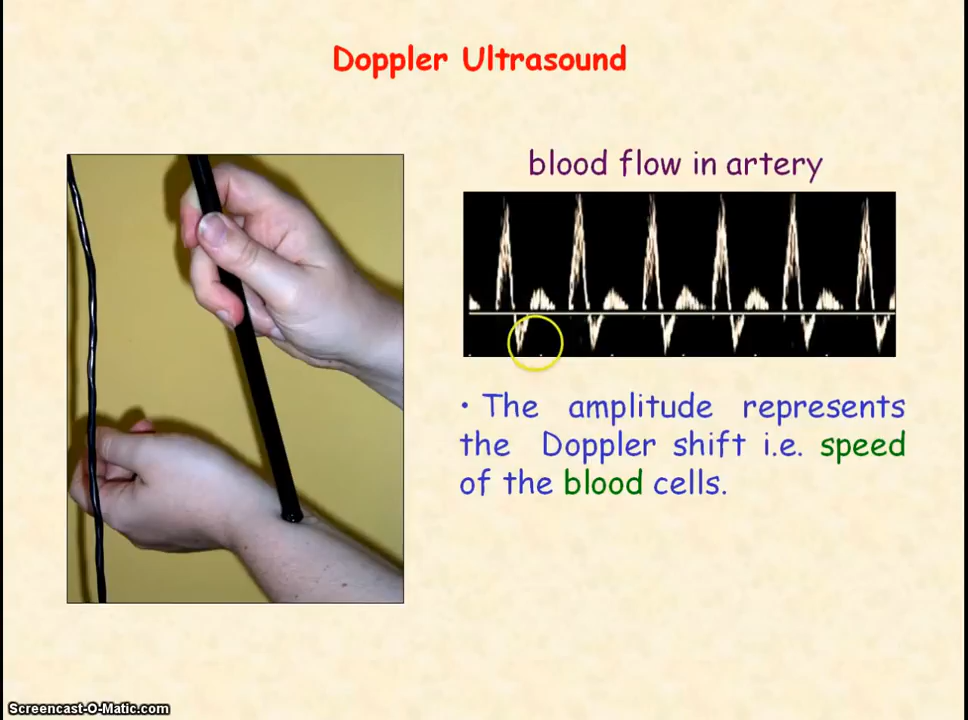 Doppler Ultrasound
blood flow in artery
• The amplitude represents
the Doppler shift i.e. speed
of the blood cells.
Screencast-O-Matic.com